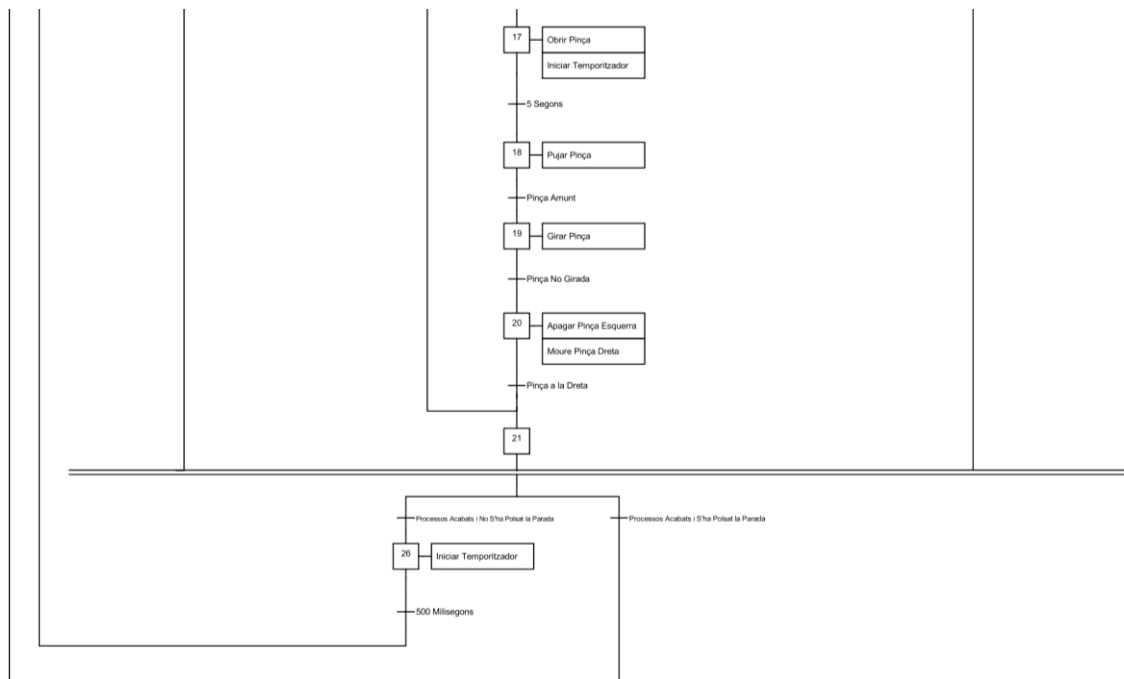 17
Obrir Pinça
Iniciar Temporitzador
5 Segons
18
Pujar Pinça
Pinça Amunt
19
Girar Pinça
Pinça No Girada
20
Apagar Pinça Esquerra
Moure Pinça Dreta
Pinça a la Dreta
21
Processos Acabats i No S'ha Polsat la Parada
Processos Acabats i S'ha Polsat la Parada
26
Iniciar Temporitzador
500 Milisegons